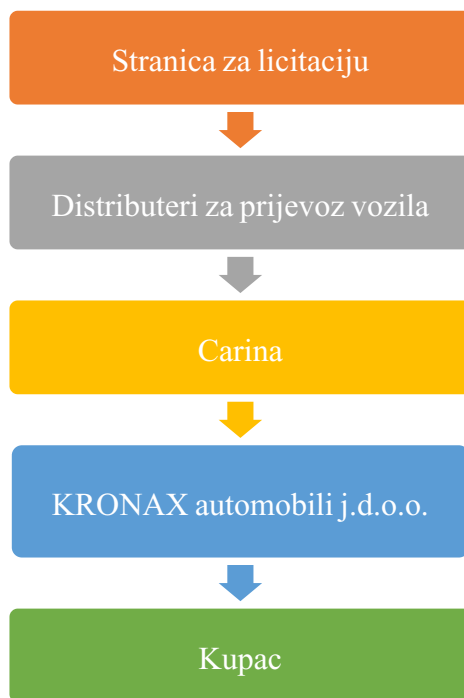 Stranica za licitaciju
Distributeri za prijevoz vozila
Carina
KRONAX automobili j.d.o.o.
Kupac